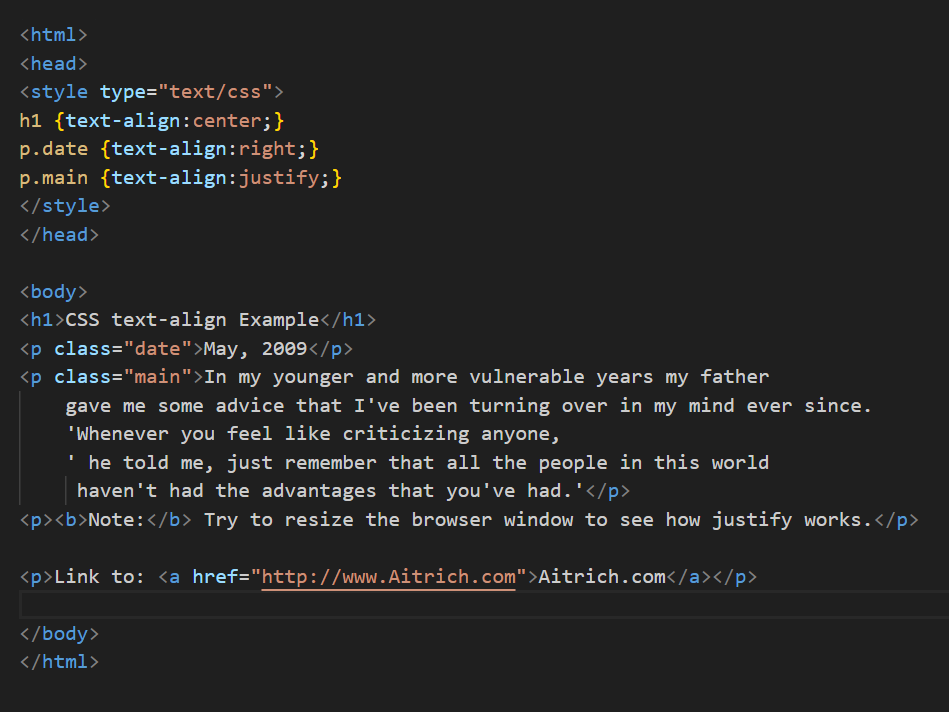 <html>
<head>
<style type="text/css">
h1 {text-align:center;}
p.date {text-align:right;}
p.main {text-align:justify;}
</style>
</head>
<body>
<h1>CSS text-align Example</h1>
<p class="date">May, 2009</p>
<p class="main">In my younger and more vulnerable years my father
gave me some advice that I've been turning over in my mind ever since.
'Whenever you feel like criticizing anyone,
' he told me, just remember that all the people in this world
haven't had the advantages that you've had.'</p>
<p><b>Note:</b> Try to resize the browser window to see how justify works.</p>
<p>Link to: <a href="http://www.Aitrich.com">Aitrich.com</a></p>
</body>
</html>